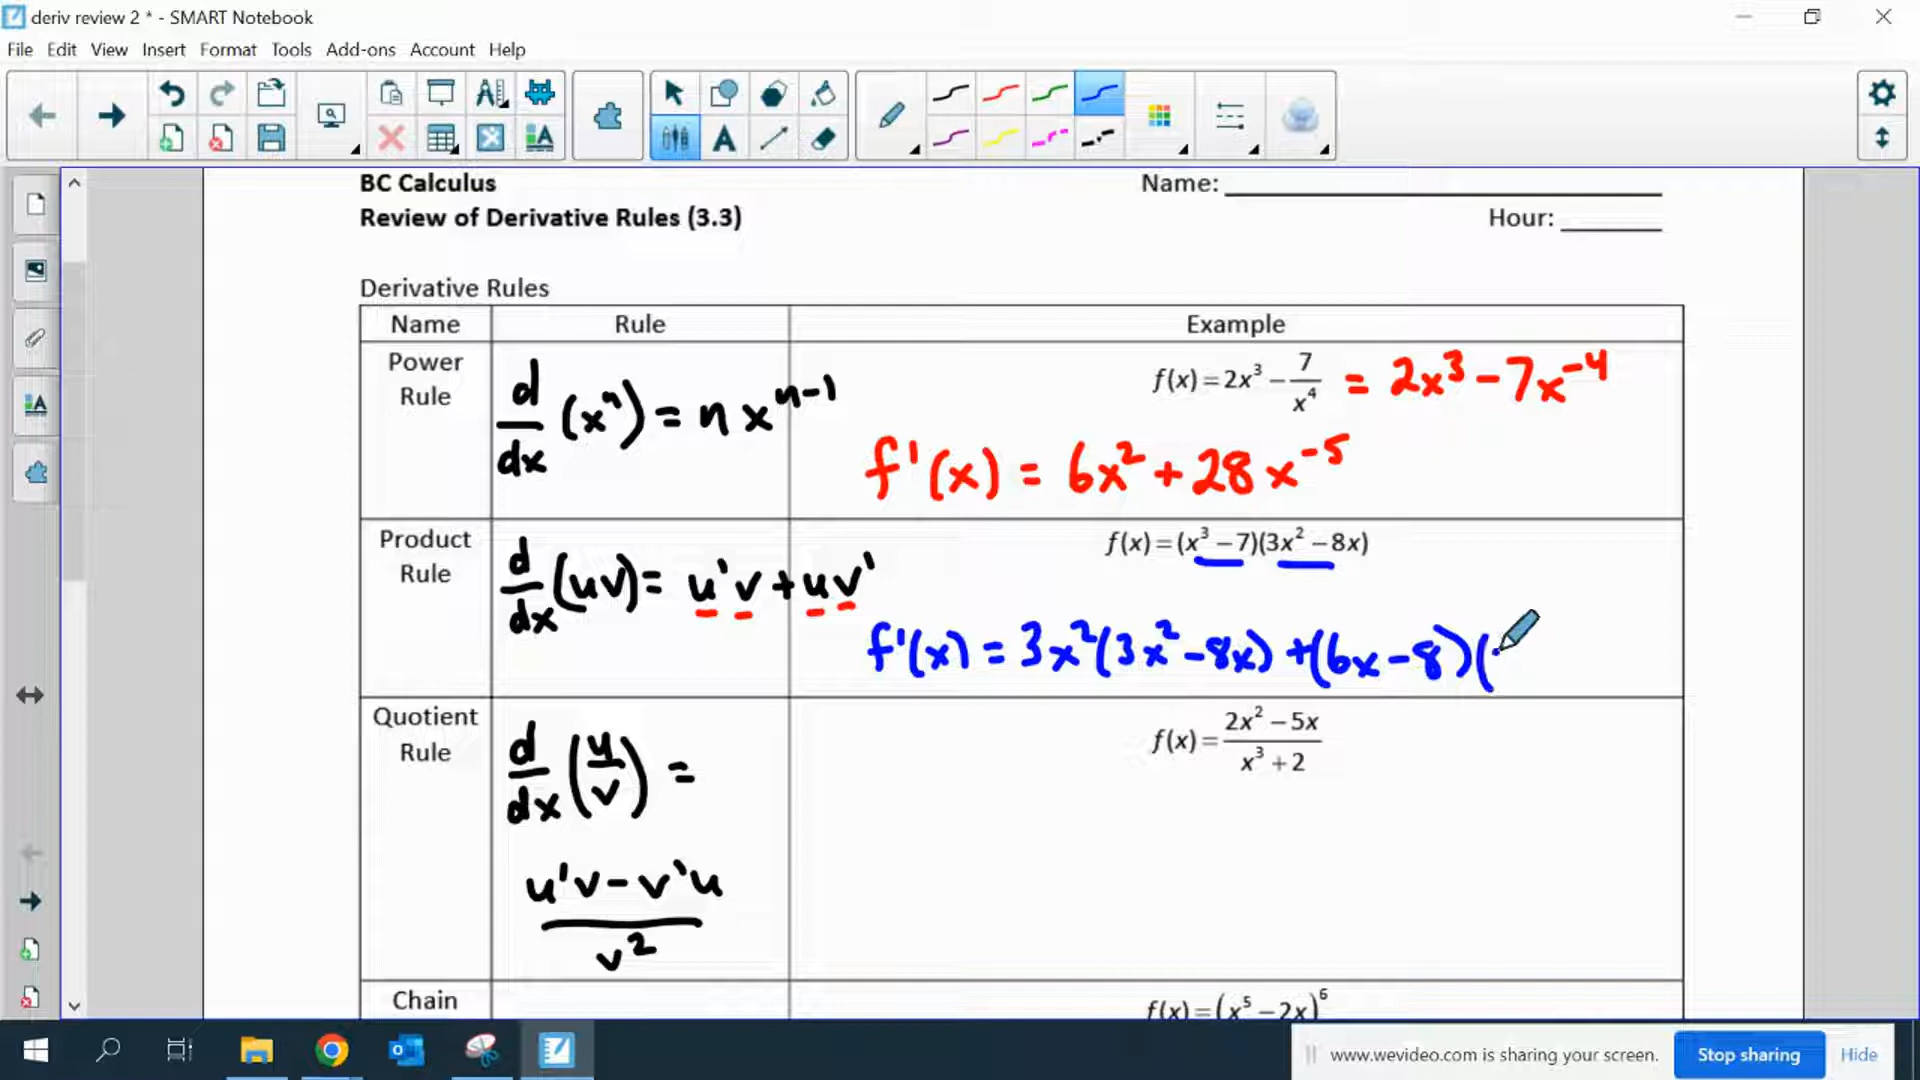 deriv review 2 * - SMART Notebook
File Edit View Insert Format Tools Add-ons Account Help
BC Calculus Name: ____________
Review of Derivative Rules (3.3) Hour: ______
Derivative Rules
Name Rule Example
Power Rule
d/dx (xⁿ) = nxⁿ⁻¹
f(x) = 2x³ − 7/x⁴ = 2x³ − 7x⁻⁴
f'(x) = 6x² + 28x⁻⁵
Product Rule
d/dx (uv) = u'v + uv'
f(x) = (x³ − 7)(3x² − 8x)
f'(x) = 3x²(3x² − 8x) + (6x − 8)(
Quotient Rule
d/dx (u/v) =
u'v − v'u
v²
f(x) = (2x² − 5x)/(x³ + 2)
Chain
f(x) = (x⁵ − 2x)⁶
www.wevideo.com is sharing your screen. Stop sharing Hide